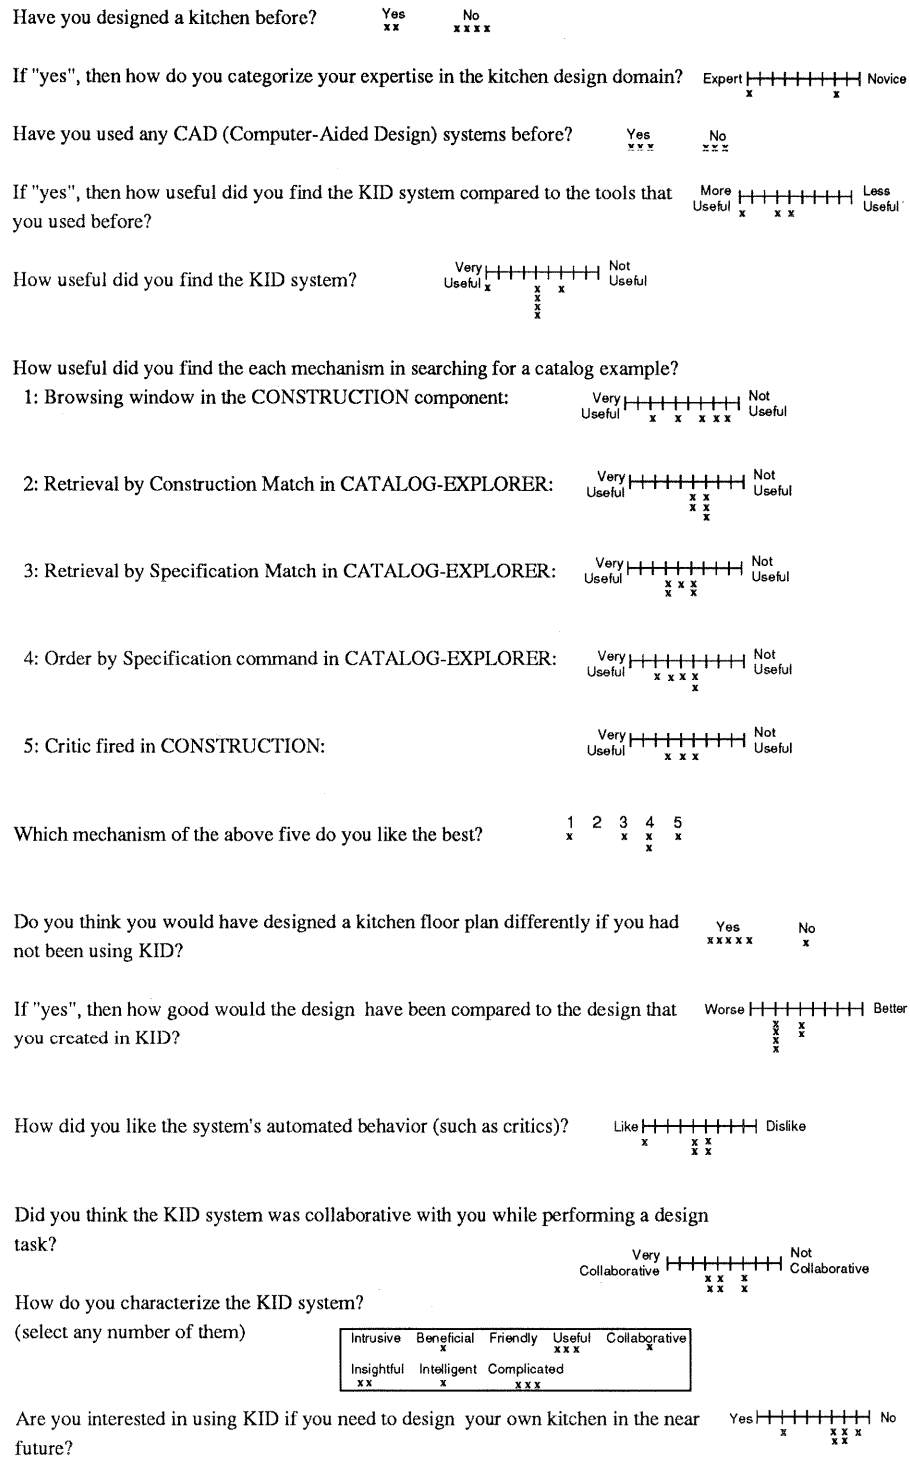 Have you designed a kitchen before? Yes No
xx xxxx
If "yes", then how do you categorize your expertise in the kitchen design domain? Expert Novice
x x
Have you used any CAD (Computer-Aided Design) systems before? Yes No
xxx xxx
If "yes", then how useful did you find the KID system compared to the tools that More Useful Less Useful
you used before? x x x
How useful did you find the KID system? Very Useful Not Useful
x x x
x
x
x
How useful did you find the each mechanism in searching for a catalog example?
1: Browsing window in the CONSTRUCTION component: Very Useful Not Useful
x x x x x
2: Retrieval by Construction Match in CATALOG-EXPLORER: Very Useful Not Useful
x x
x x
x
3: Retrieval by Specification Match in CATALOG-EXPLORER: Very Useful Not Useful
x x x
x x
4: Order by Specification command in CATALOG-EXPLORER: Very Useful Not Useful
x x x x
x
5: Critic fired in CONSTRUCTION: Very Useful Not Useful
x x x
Which mechanism of the above five do you like the best? 1 2 3 4 5
x x x x
x
Do you think you would have designed a kitchen floor plan differently if you had Yes No
not been using KID? xxxxx x
If "yes", then how good would the design have been compared to the design that Worse Better
you created in KID? x x
x x
x
x
How did you like the system's automated behavior (such as critics)? Like Dislike
x x x
x x
Did you think the KID system was collaborative with you while performing a design
task?
Very Collaborative Not Collaborative
x x x
x x x
How do you characterize the KID system?
(select any number of them)
Intrusive Beneficial Friendly Useful Collaborative
x xxx x
Insightful Intelligent Complicated
xx x xxx
Are you interested in using KID if you need to design your own kitchen in the near Yes No
future? x x x x
x x